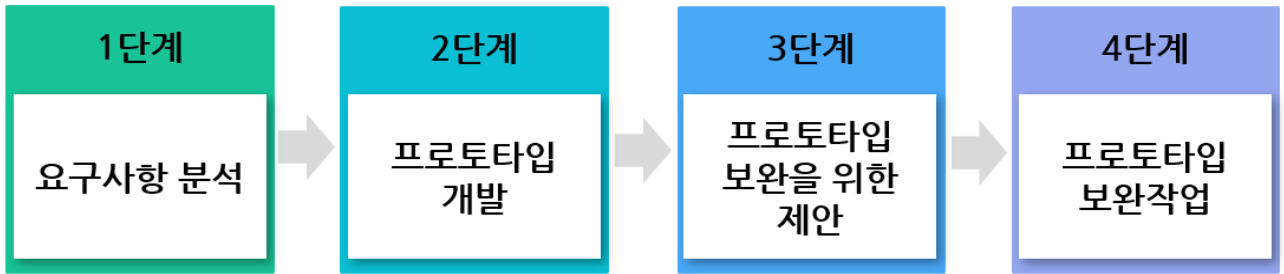 1단계
요구사항 분석
2단계
프로토타입
개발
3단계
프로토타입
보완을 위한
제안
4단계
프로토타입
보완작업